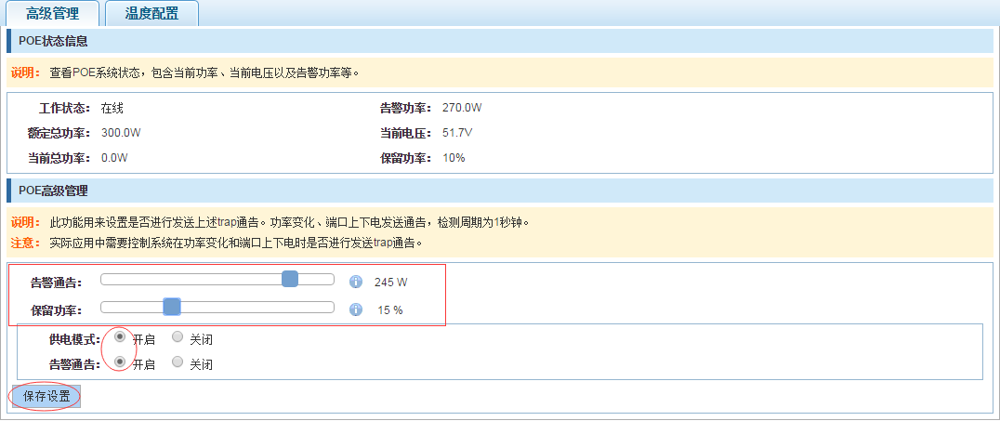 高级管理 温度配置
POE状态信息
说明： 查看POE系统状态，包含当前功率、当前电压以及告警功率等。
工作状态： 在线 告警功率： 270.0W
额定总功率： 300.0W 当前电压： 51.7V
当前总功率： 0.0W 保留功率： 10%
POE高级管理
说明： 此功能用来设置是否进行发送上述trap通告。功率变化、端口上下电发送通告，检测周期为1秒钟。
注意： 实际应用中需要控制系统在功率变化和端口上下电时是否进行发送trap通告。
告警通告： 245 W
保留功率： 15 %
供电模式： 开启 关闭
告警通告： 开启 关闭
保存设置